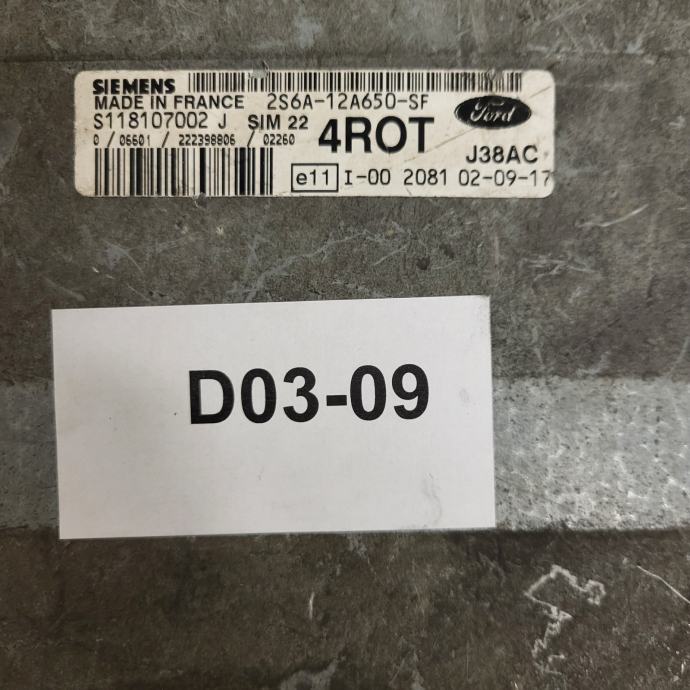 SIEMENS
MADE IN FRANCE 2S6A-12A650-SF
S118107002 J SIM 22 4ROT Ford
0 / 06601 / 222398806 / 02260
J38AC
e11 I-00 2081 02-09-17
D03-09